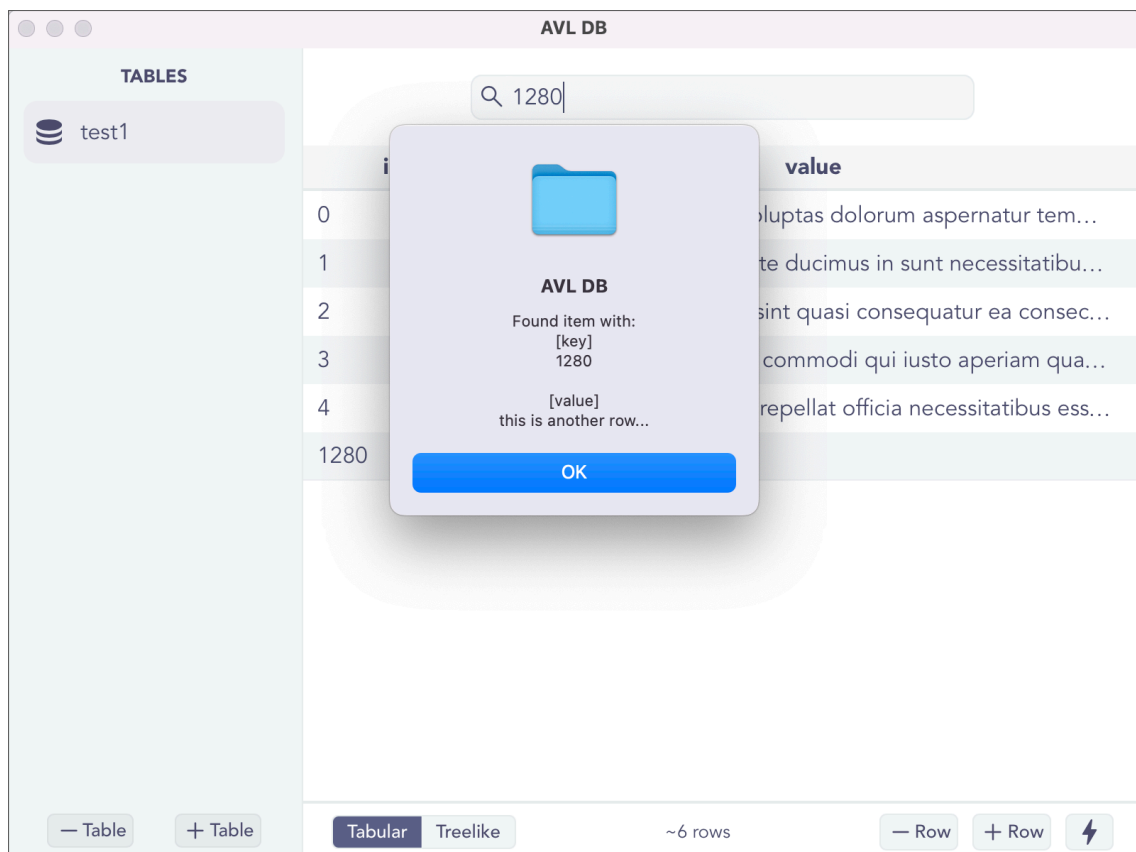 AVL DB
TABLES
test1
1280
value
0
dolorum aspernatur tem…
1
ducimus in sunt necessitatibu…
2
sint quasi consequatur ea consec…
3
commodi qui iusto aperiam qua…
4
repellat officia necessitatibus ess…
1280
AVL DB
Found item with:
[key]
1280
[value]
this is another row...
OK
— Table
+ Table
Tabular
Treelike
~6 rows
— Row
+ Row